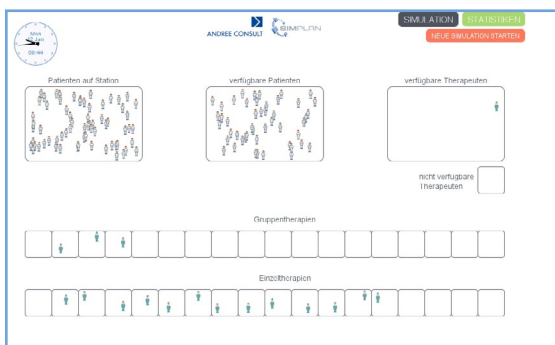 ANDREE CONSULT
SIMPLAN
SIMULATION
STATISTIKEN
NEUE SIMULATION STARTEN
Patienten auf Station
verfügbare Patienten
verfügbare Therapeuten
nicht verfügbare
Therapeuten
Gruppentherapien
Einzeltherapien